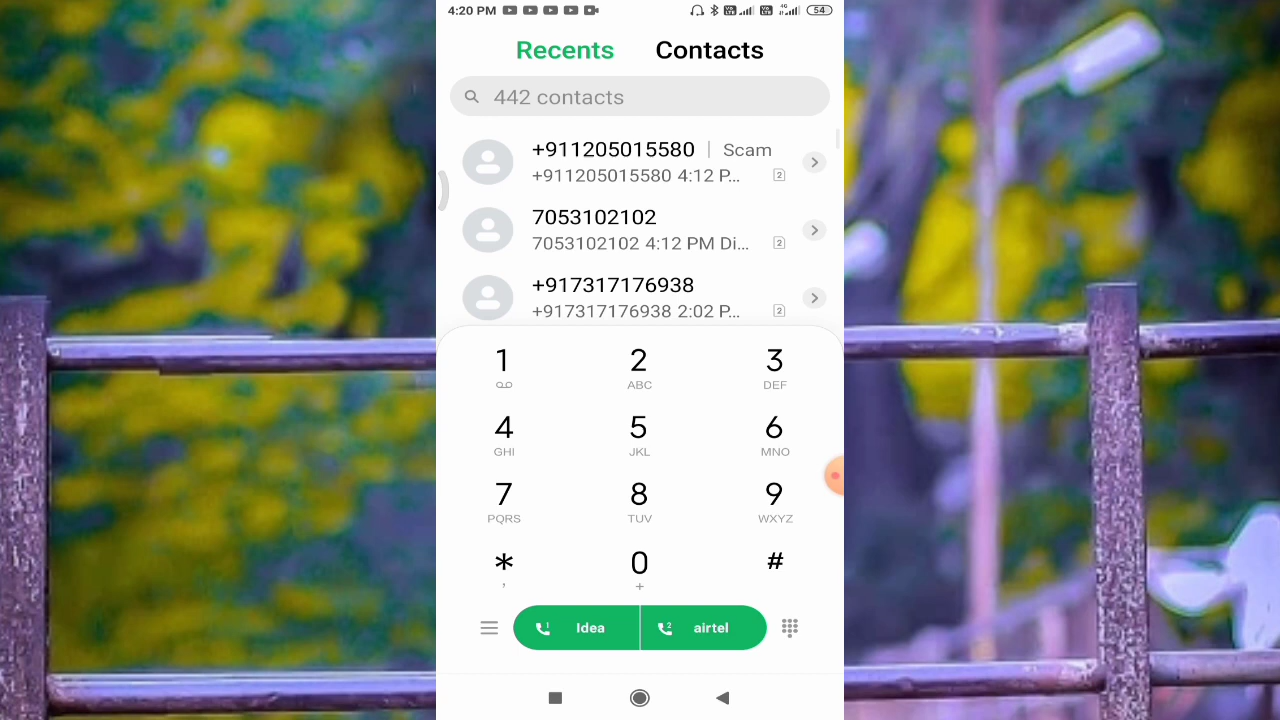 4:20 PM
54
Recents Contacts
442 contacts
+911205015580 | Scam
+911205015580 4:12 P... 2
7053102102
7053102102 4:12 PM Di... 2
+917317176938
+917317176938 2:02 P... 2
1 2 3
ABC DEF
4 5 6
GHI JKL MNO
7 8 9
PQRS TUV WXYZ
* 0 #
, +
1 Idea 2 airtel